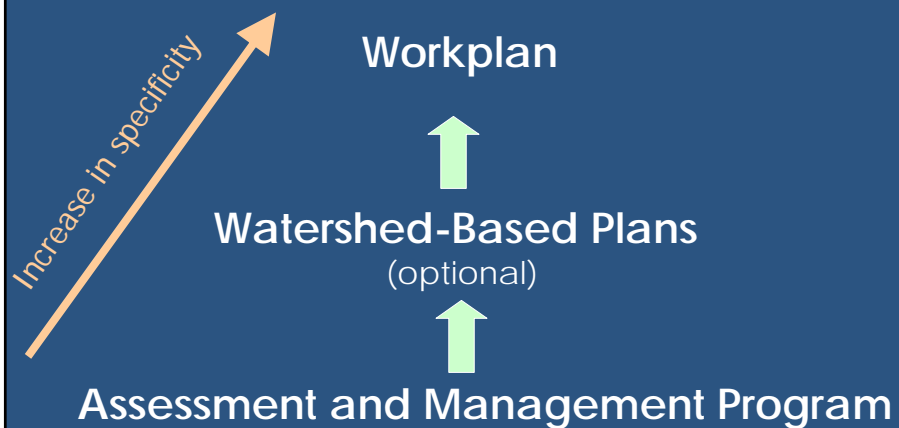 Increase in specificity
Workplan
Watershed-Based Plans
(optional)
Assessment and Management Program